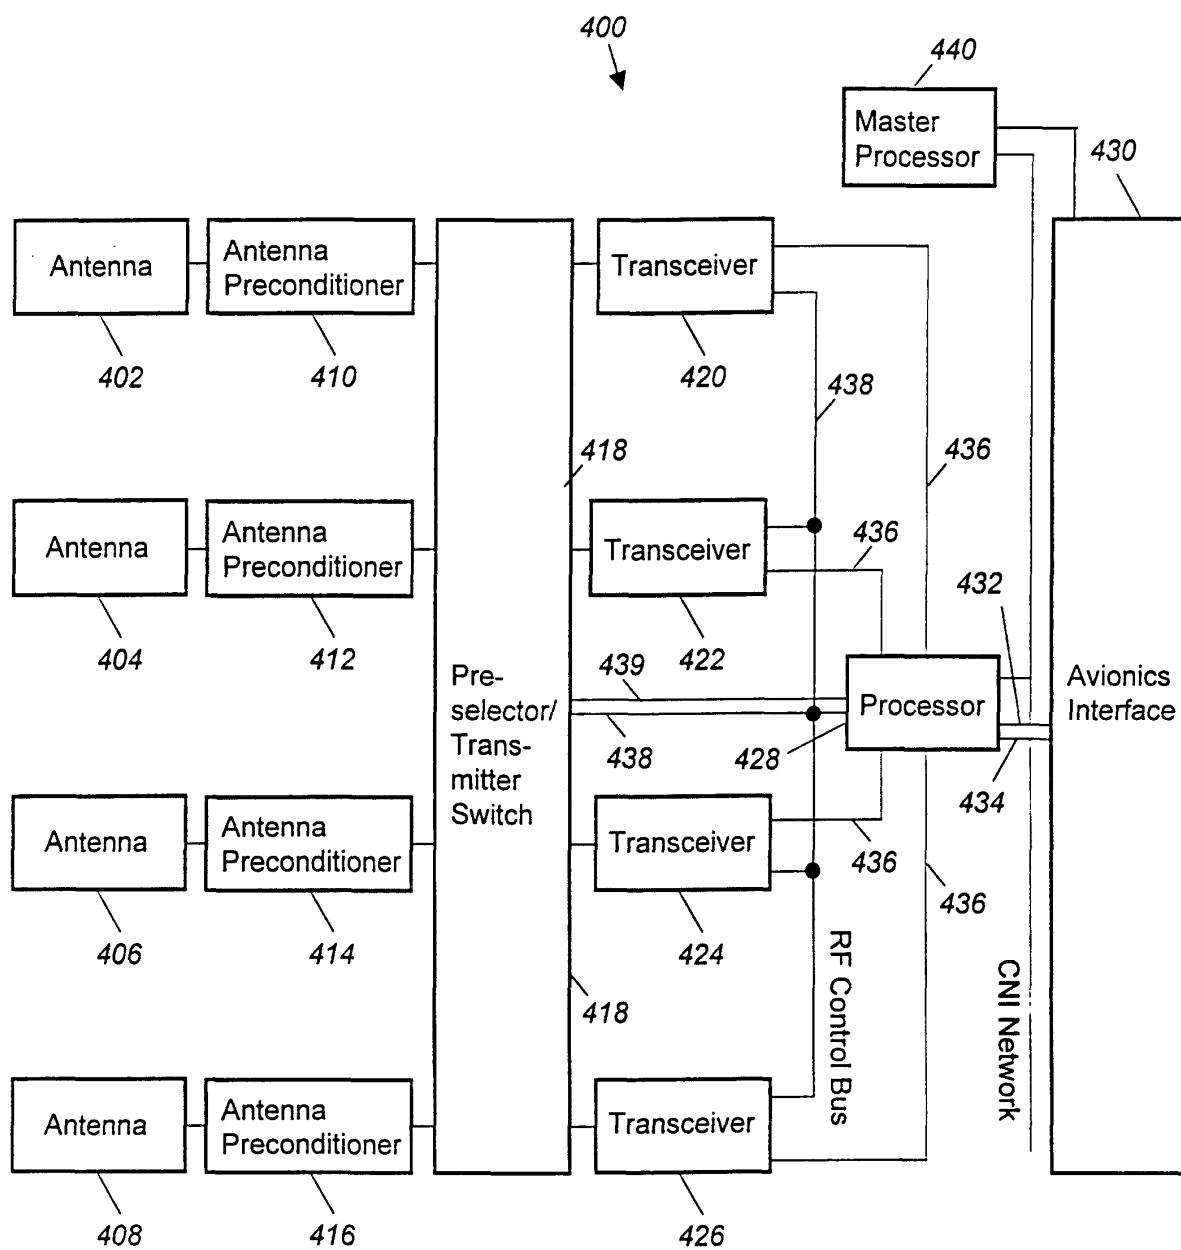 400
440
Master
Processor
430
Antenna
Antenna
Preconditioner
Transceiver
402
410
420
438
436
418
Antenna
Antenna
Preconditioner
Transceiver
436
432
404
412
422
439
Pre-
selector/
Trans-
mitter
Switch
Processor
Avionics
Interface
438
428
434
Antenna
Antenna
Preconditioner
Transceiver
436
436
406
414
424
418
RF Control Bus
CNI Network
Antenna
Antenna
Preconditioner
Transceiver
408
416
426